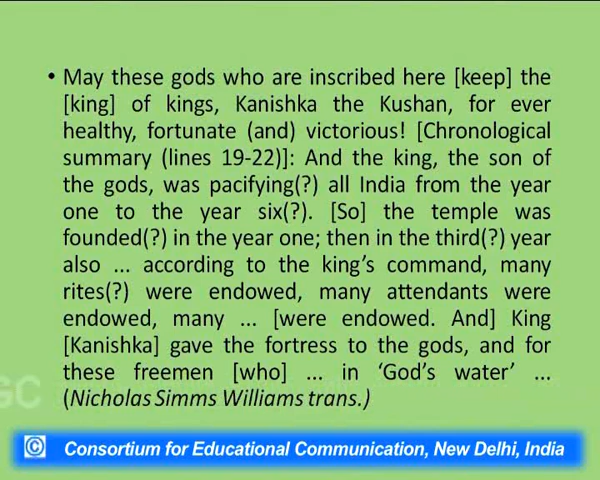 • May these gods who are inscribed here [keep] the
[king] of kings, Kanishka the Kushan, for ever
healthy, fortunate (and) victorious! [Chronological
summary (lines 19-22)]: And the king, the son of
the gods, was pacifying(?) all India from the year
one to the year six(?). [So] the temple was
founded(?) in the year one; then in the third(?) year
also ... according to the king's command, many
rites(?) were endowed, many attendants were
endowed, many ... [were endowed. And] King
[Kanishka] gave the fortress to the gods, and for
these freemen [who] ... in 'God's water' ...
(Nicholas Simms Williams trans.)
GC
© Consortium for Educational Communication, New Delhi, India